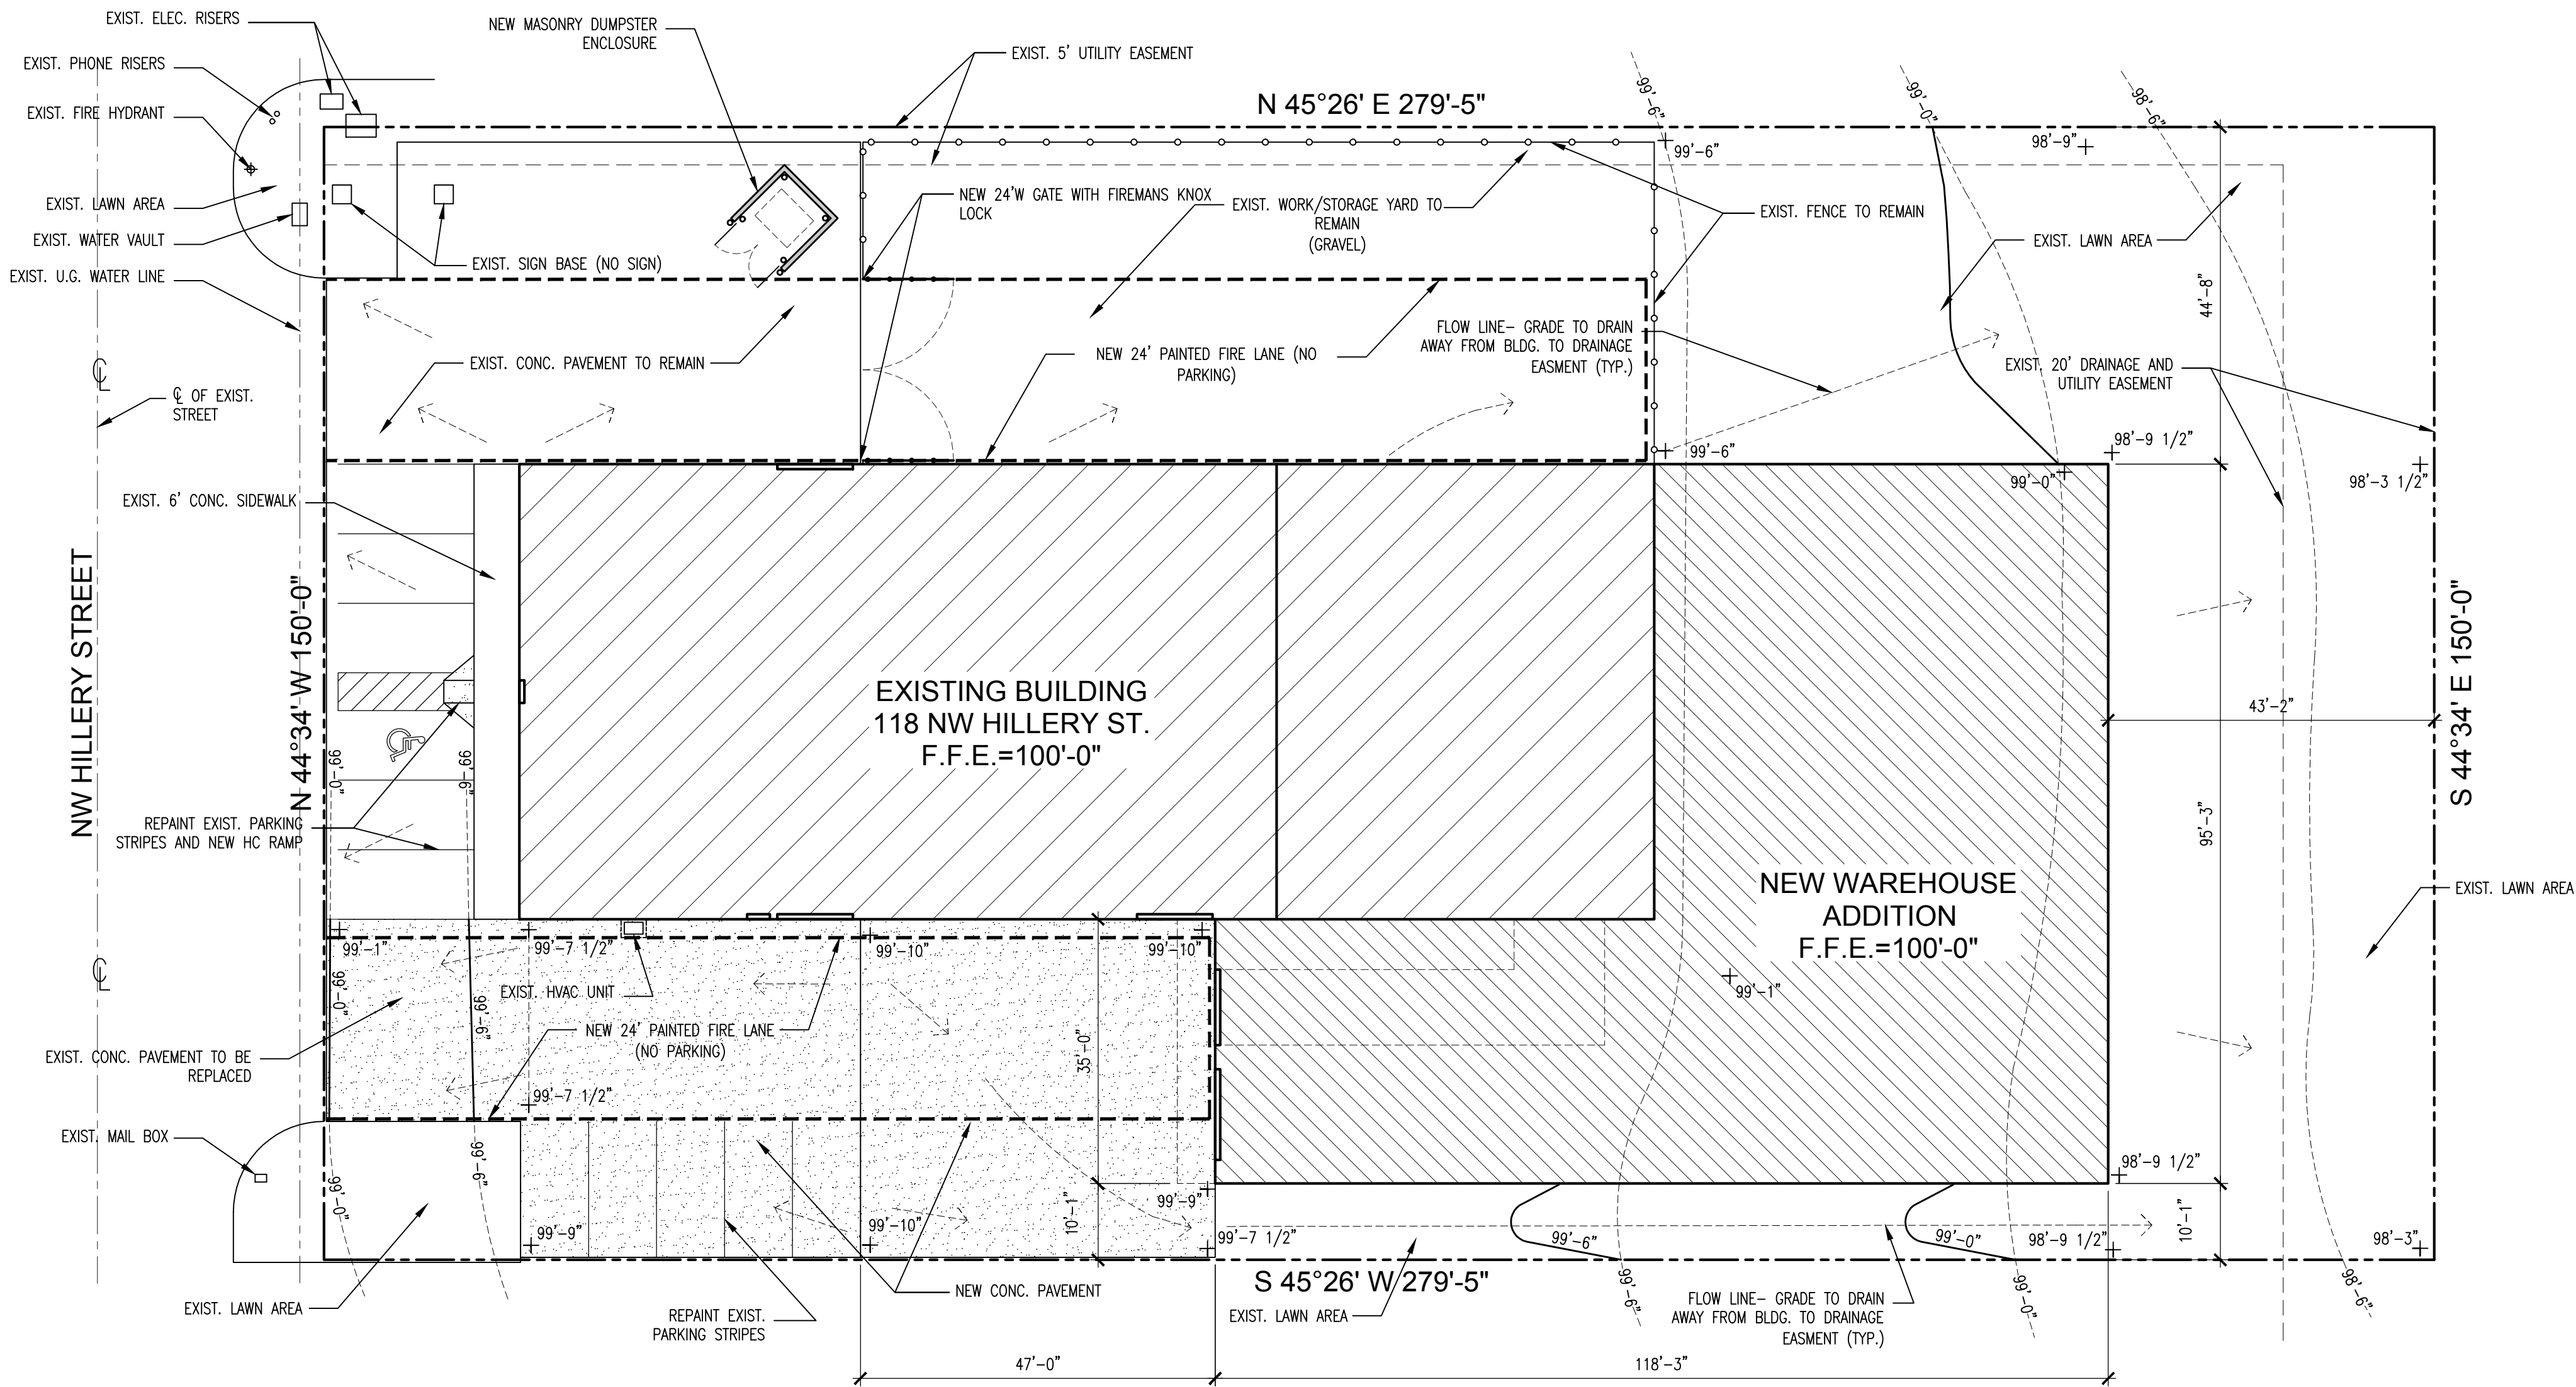 EXIST. ELEC. RISERS
NEW MASONRY DUMPSTER
ENCLOSURE
EXIST. 5' UTILITY EASEMENT
EXIST. PHONE RISERS
EXIST. FIRE HYDRANT
N 45°26' E 279'-5"
99'-6"
99'-0"
98'-6"
98'-9"
99'-6"
EXIST. LAWN AREA
EXIST. WATER VAULT
EXIST. U.G. WATER LINE
EXIST. SIGN BASE (NO SIGN)
NEW 24'W GATE WITH FIREMANS KNOX
LOCK
EXIST. WORK/STORAGE YARD TO
REMAIN
(GRAVEL)
EXIST. FENCE TO REMAIN
EXIST. LAWN AREA
44'-8"
FLOW LINE- GRADE TO DRAIN
AWAY FROM BLDG. TO DRAINAGE
EASMENT (TYP.)
EXIST. CONC. PAVEMENT TO REMAIN
NEW 24' PAINTED FIRE LANE (NO
PARKING)
EXIST. 20' DRAINAGE AND
UTILITY EASEMENT
℄
℄ OF EXIST.
STREET
99'-6"
98'-9 1/2"
99'-0"
98'-3 1/2"
EXIST. 6' CONC. SIDEWALK
NW HILLERY STREET
N 44°34' W 150'-0"
EXISTING BUILDING
118 NW HILLERY ST.
F.F.E.=100'-0"
43'-2"
S 44°34' E 150'-0"
99'-0"
99'-6"
95'-3"
REPAINT EXIST. PARKING
STRIPES AND NEW HC RAMP
NEW WAREHOUSE
ADDITION
F.F.E.=100'-0"
EXIST. LAWN AREA
99'-1"
99'-7 1/2"
99'-10"
99'-10"
℄
99'-0"
99'-6"
EXIST. HVAC UNIT
99'-1"
NEW 24' PAINTED FIRE LANE
(NO PARKING)
35'-0"
EXIST. CONC. PAVEMENT TO BE
REPLACED
99'-7 1/2"
EXIST. MAIL BOX
99'-0"
99'-6"
98'-9 1/2"
99'-9"
10'-1"
10'-1"
99'-9"
99'-10"
99'-7 1/2"
99'-6"
99'-0"
98'-9 1/2"
98'-3"
S 45°26' W 279'-5"
99'-6"
99'-0"
98'-6"
EXIST. LAWN AREA
REPAINT EXIST.
PARKING STRIPES
NEW CONC. PAVEMENT
EXIST. LAWN AREA
FLOW LINE- GRADE TO DRAIN
AWAY FROM BLDG. TO DRAINAGE
EASMENT (TYP.)
47'-0"
118'-3"